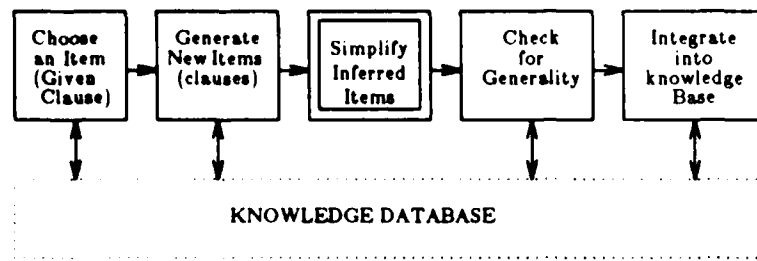 Choose
an Item
(Given
Clause)
Generate
New Items
(clauses)
Simplify
Inferred
Items
Check
for
Generality
Integrate
into
knowledge
Base
KNOWLEDGE DATABASE